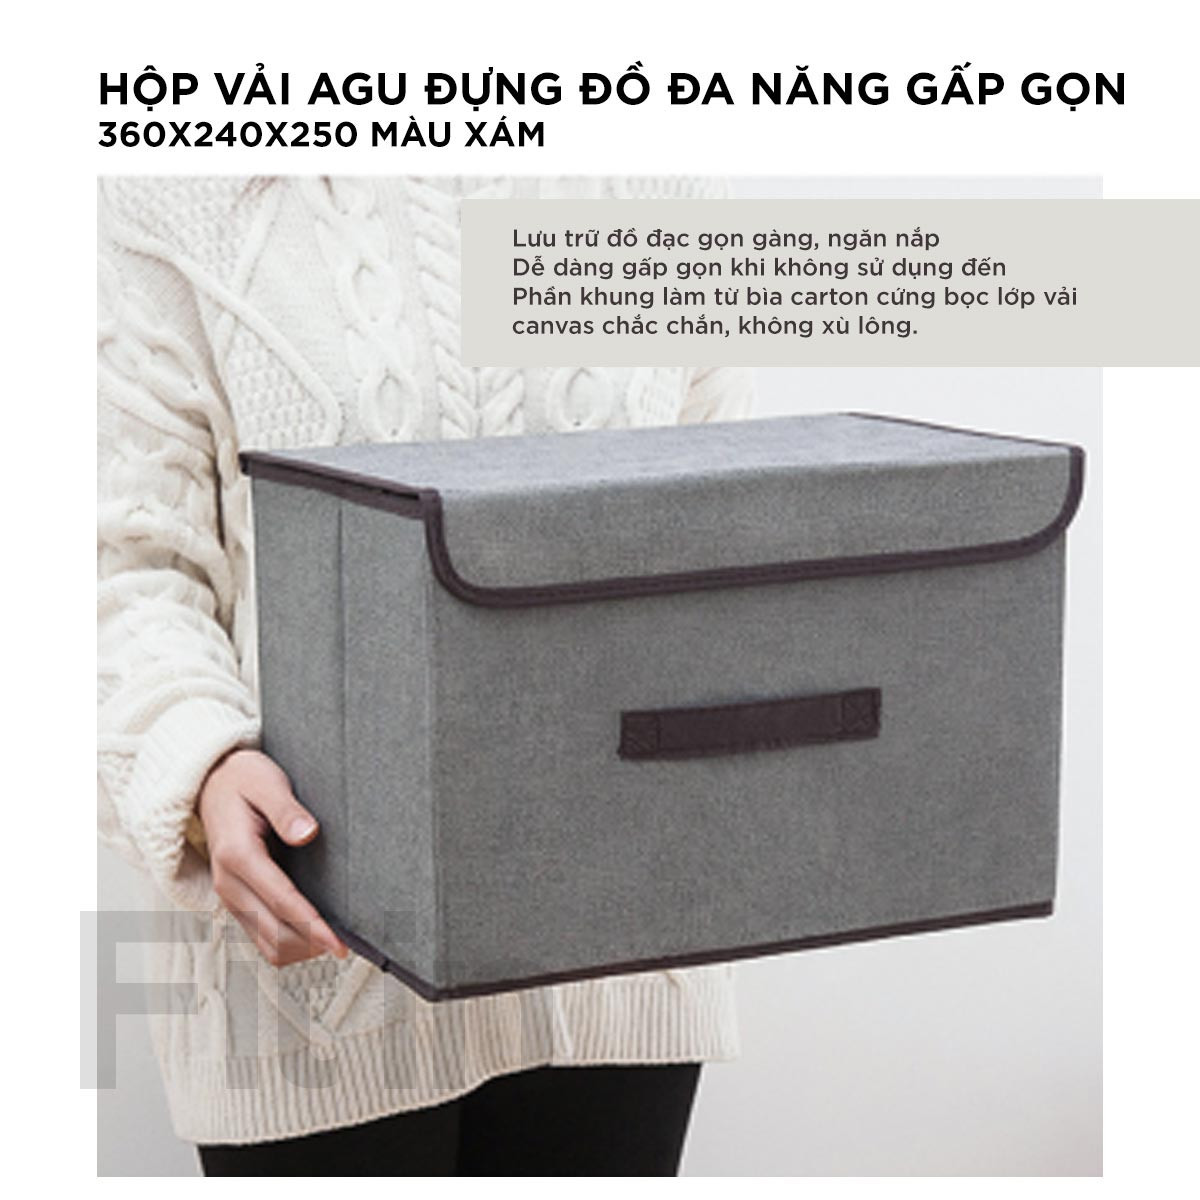 HỘP VẢI AGU ĐỰNG ĐỒ ĐA NĂNG GẤP GỌN
360X240X250 MÀU XÁM
Lưu trữ đồ đạc gọn gàng, ngăn nắp
Dễ dàng gấp gọn khi không sử dụng đến
Phần khung làm từ bìa carton cứng bọc lớp vải
canvas chắc chắn, không xù lông.